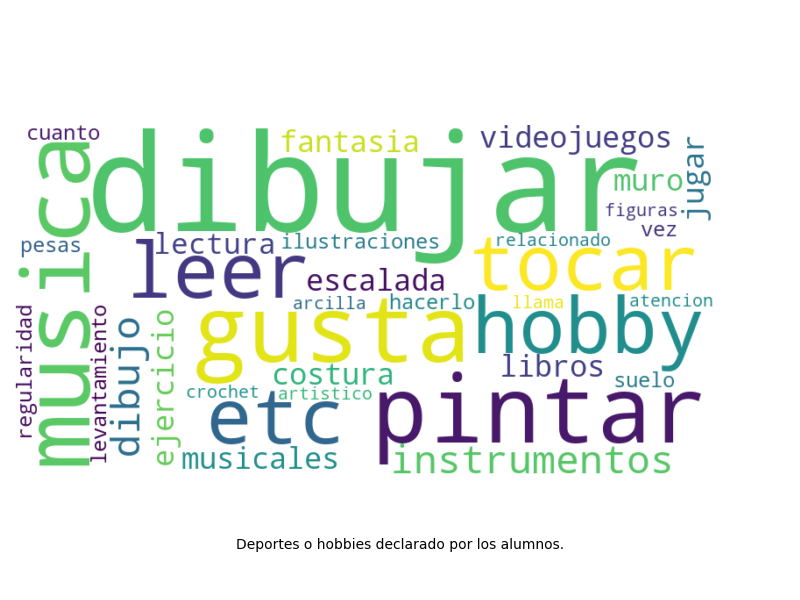 cuanto
dibujar
fantasia
videojuegos
musica
jugar
muro
figuras
vez
pesas
lectura
ilustraciones
relacionado
leer
tocar
escalada
arcilla
hacerlo
llama
atencion
gusta
hobby
regularidad
levantamiento
dibujo
ejercicio
costura
libros
suelo
crochet
artistico
etc
pintar
musicales
instrumentos
Deportes o hobbies declarado por los alumnos.